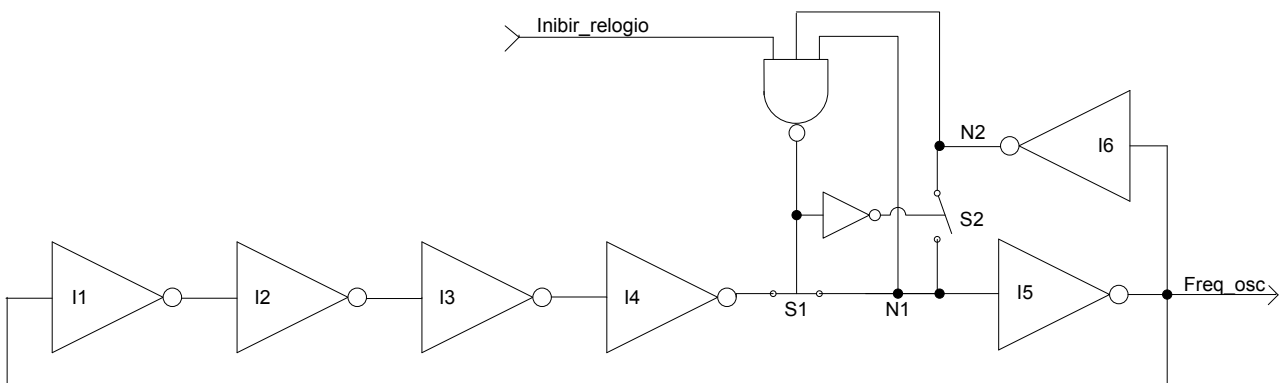 Inibir_relogio
N2
I6
S2
I1
I2
I3
I4
S1
N1
I5
Freq_osc